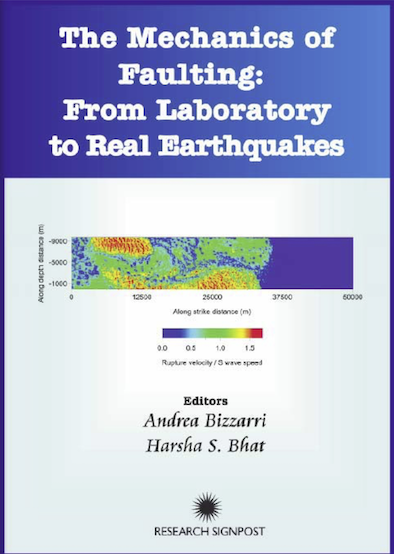 The Mechanics of
Faulting:
From Laboratory
to Real Earthquakes
Along depth distance (m)
-9000
-5000
-1000
0 12500 25000 37500 50000
Along strike distance (m)
0.0 0.5 1.0 1.5
Rupture velocity / S wave speed
Editors
Andrea Bizzarri
Harsha S. Bhat
RESEARCH SIGNPOST